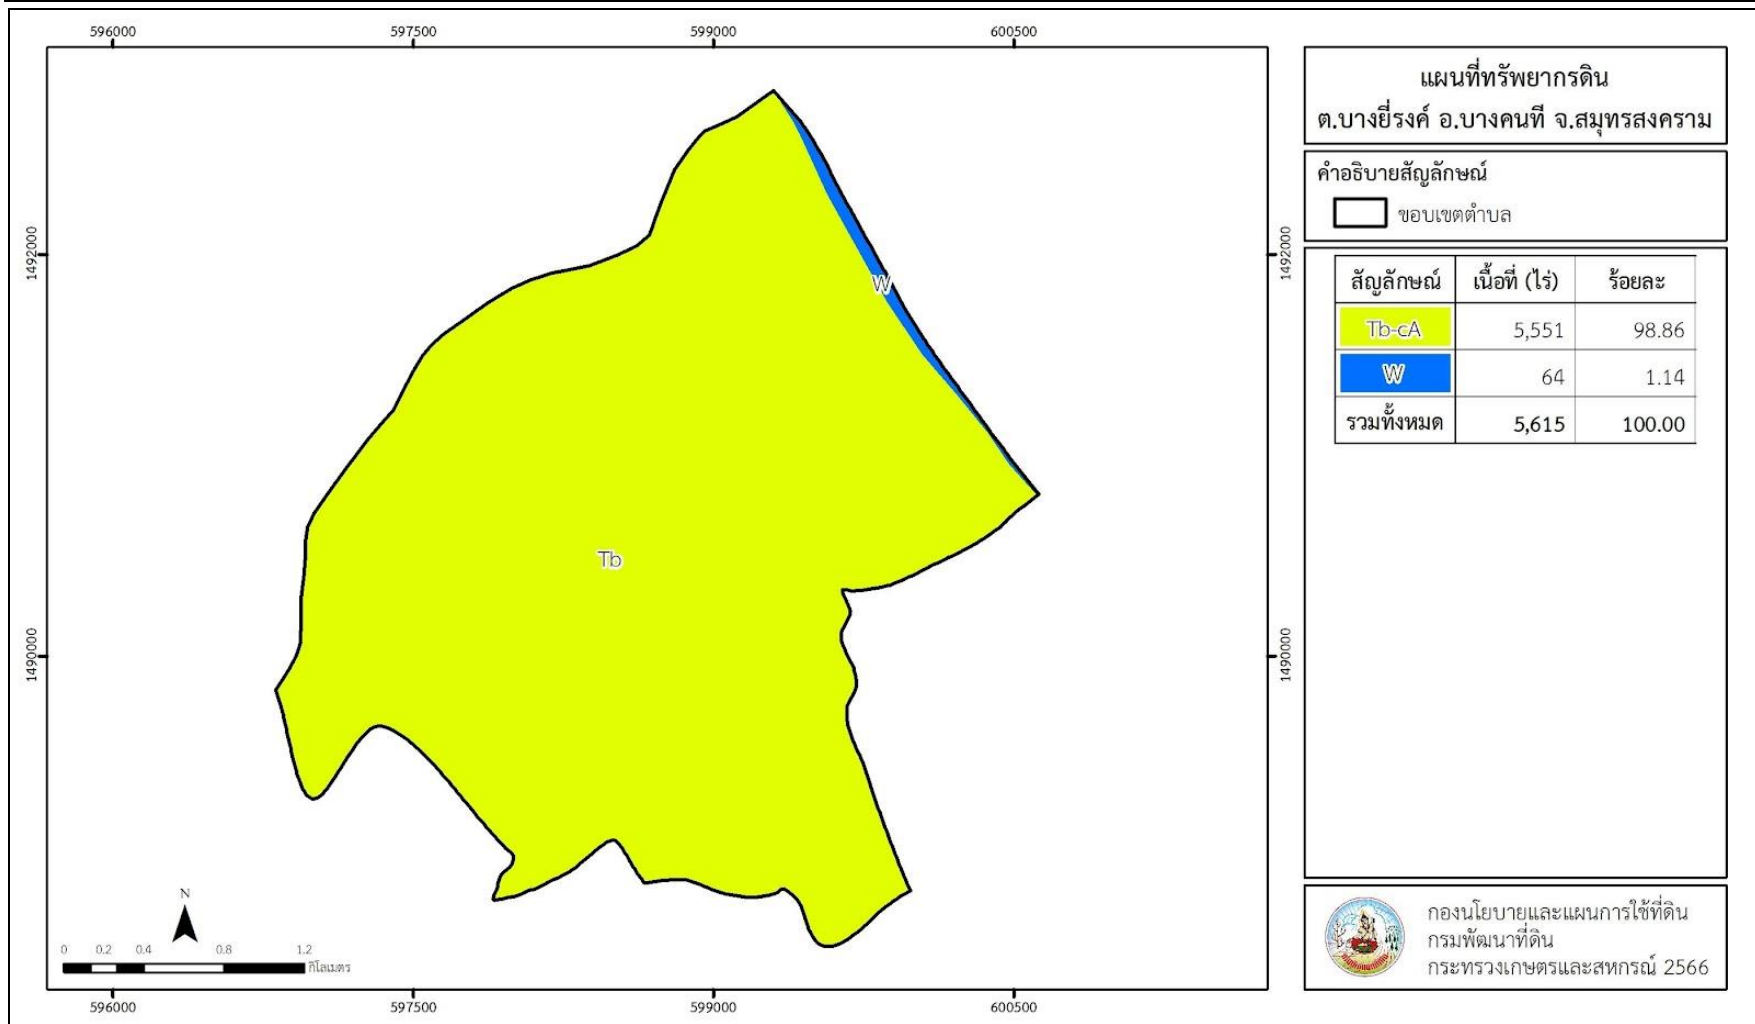 596000
597500
599000
600500
แผนที่ทรัพยากรดิน
ต.บางยี่รงค์ อ.บางคนที จ.สมุทรสงคราม
คำอธิบายสัญลักษณ์
ขอบเขตตำบล
1492000
1492000
สัญลักษณ์ เนื้อที่ (ไร่) ร้อยละ
Tb-cA 5,551 98.86
W 64 1.14
รวมทั้งหมด 5,615 100.00
W
Tb
1490000
1490000
N
0 0.2 0.4 0.8 1.2
กิโลเมตร
กองนโยบายและแผนการใช้ที่ดิน
กรมพัฒนาที่ดิน
กระทรวงเกษตรและสหกรณ์ 2566
596000
597500
599000
600500